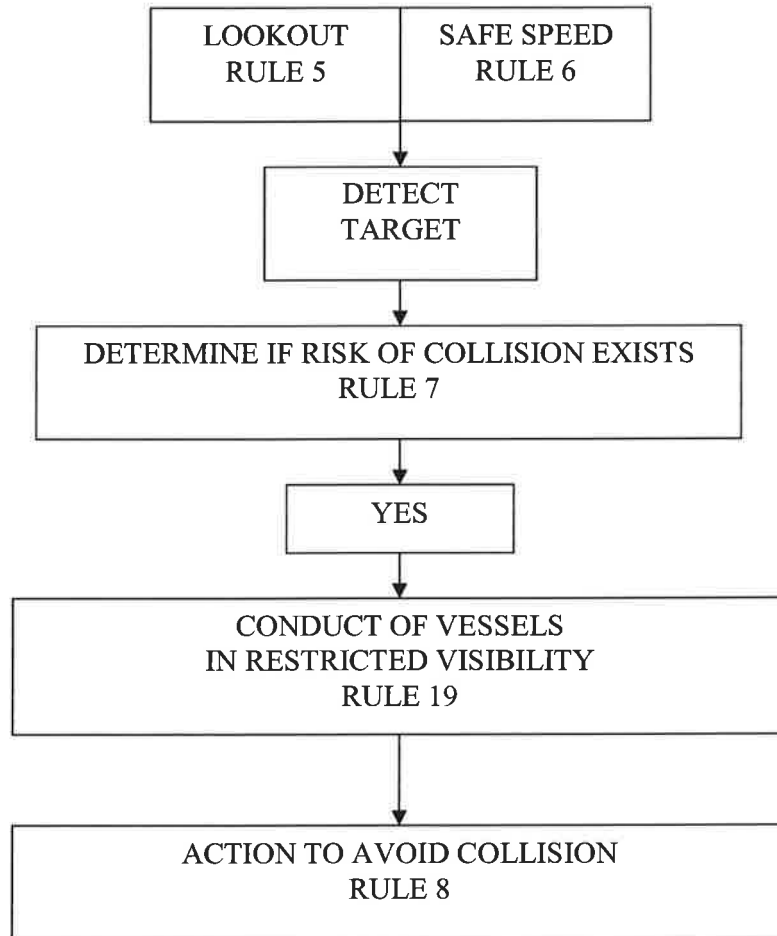 LOOKOUT
RULE 5
SAFE SPEED
RULE 6
DETECT
TARGET
DETERMINE IF RISK OF COLLISION EXISTS
RULE 7
YES
CONDUCT OF VESSELS
IN RESTRICTED VISIBILITY
RULE 19
ACTION TO AVOID COLLISION
RULE 8